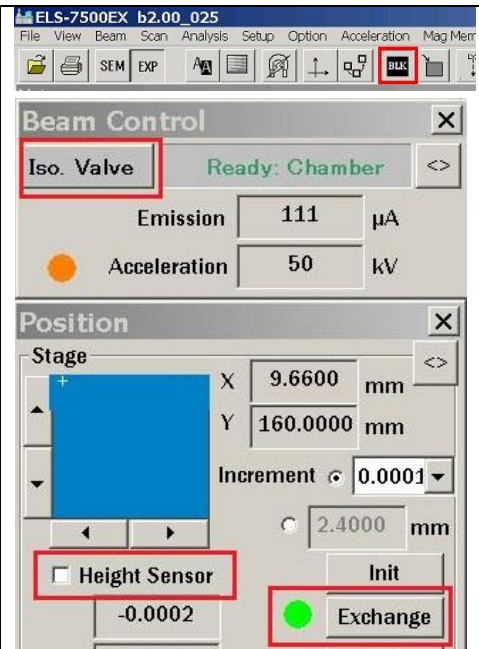 ELS-7500EX b2.00_025
File View Beam Scan Analysis Setup Option Acceleration Mag Mem
SEM EXP AA BLK
Beam Control
Iso. Valve Ready: Chamber <>
Emission 111 µA
Acceleration 50 kV
Position
Stage <>
X 9.6600 mm
Y 160.0000 mm
Increment 0.0001
2.4000 mm
Height Sensor Init
-0.0002 Exchange